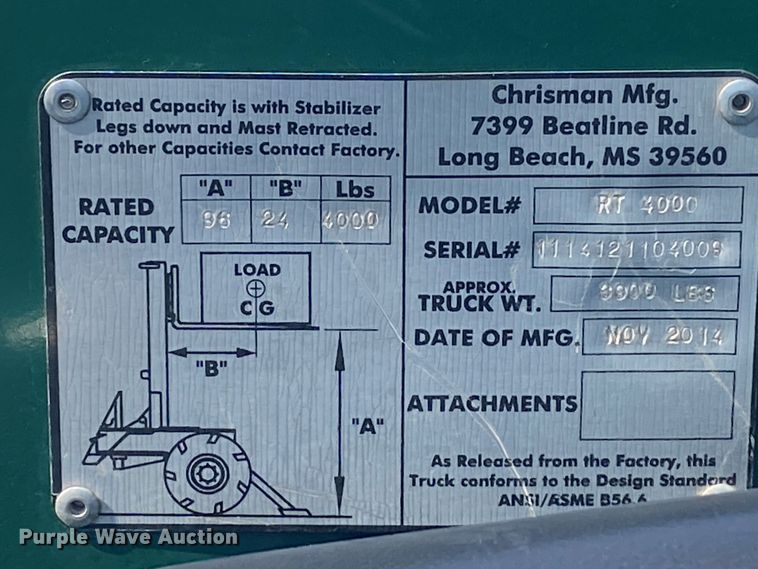 Rated Capacity is with Stabilizer
Legs down and Mast Retracted.
For other Capacities Contact Factory.
"A" "B" Lbs
RATED CAPACITY 96 24 4000
LOAD
CG
"B"
"A"
Chrisman Mfg.
7399 Beatline Rd.
Long Beach, MS 39560
MODEL# RT 4000
SERIAL# 1114121104009
APPROX.
TRUCK WT. 9900 LBS
DATE OF MFG. NOV 2014
ATTACHMENTS
As Released from the Factory, this
Truck conforms to the Design Standard
ANSI/ASME B56.6
Purple Wave Auction